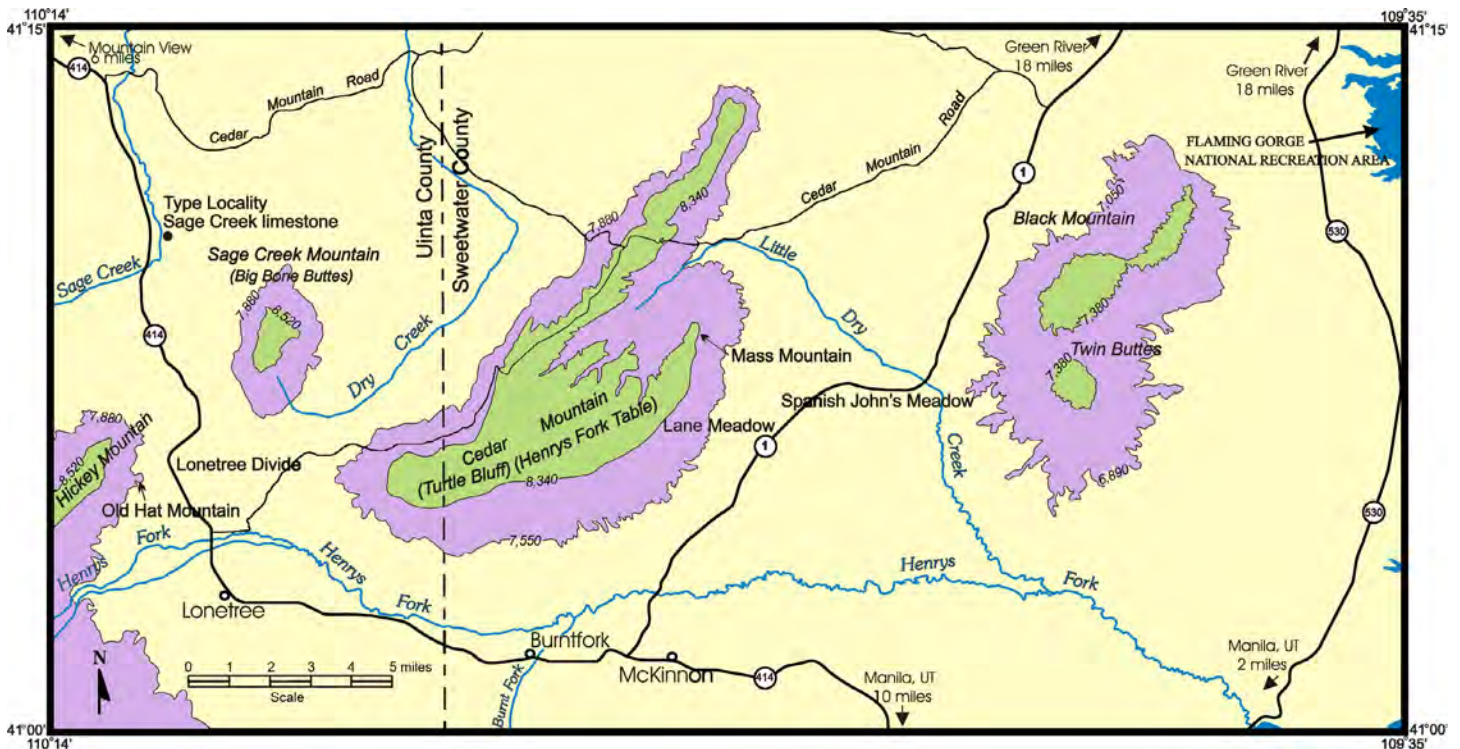 110°14'
109°35'
41°15'
41°15'
Mountain View
6 miles
414
Green River
18 miles
Green River
18 miles
Cedar Mountain Road
Cedar Mountain Road
FLAMING GORGE
NATIONAL RECREATION AREA
1
Uinta County
Sweetwater County
7,880
8,340
7,050
Black Mountain
Type Locality
Sage Creek limestone
Sage Creek Mountain
(Big Bone Buttes)
Sage Creek
7,880
8,520
Little Dry Creek
530
414
Dry Creek
7,380
Twin Buttes
7,380
Mass Mountain
Spanish John's Meadow
Lane Meadow
1
7,880
8,520
Hickey Mountah
Lonetree Divide
Cedar Mountain
(Turtle Bluff) (Henrys Fork Table)
8,340
6,890
Old Hat Mountain
7,550
530
Henrys Fork
Henrys Fork
Henrys Fork
Lonetree
Burntfork
McKinnon
414
Burnt Fork
N
0 1 2 3 4 5 miles
Scale
Manila, UT
10 miles
Manila, UT
2 miles
41°00'
41°00'
110°14'
109°35'